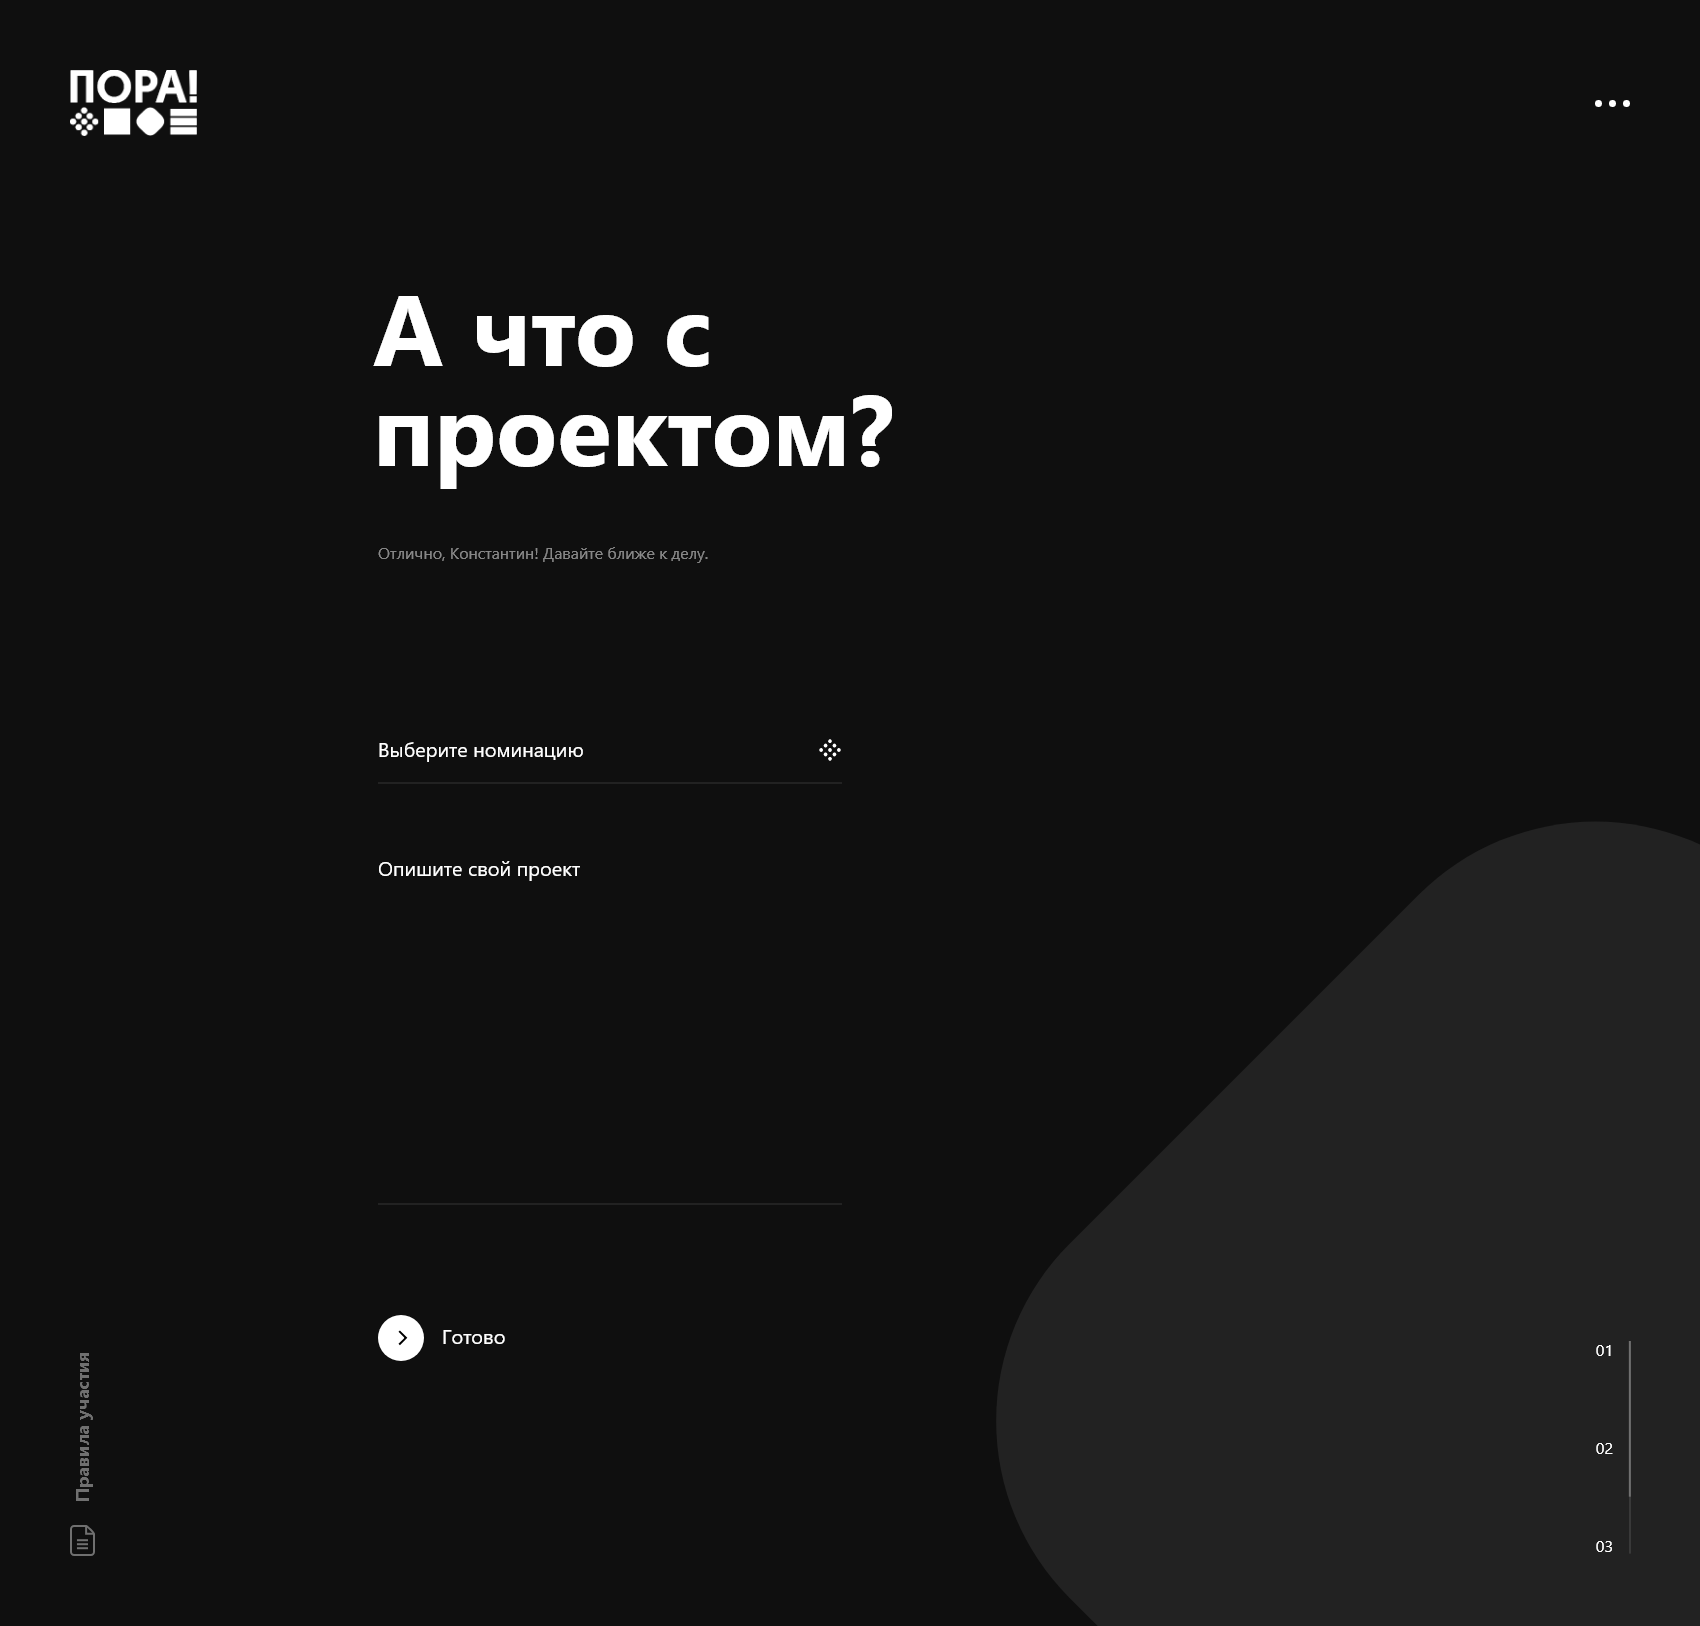 ПОРА!
А что с
проектом?
Отлично, Константин! Давайте ближе к делу.
Выберите номинацию
Опишите свой проект
Готово
Правила участия
01
02
03